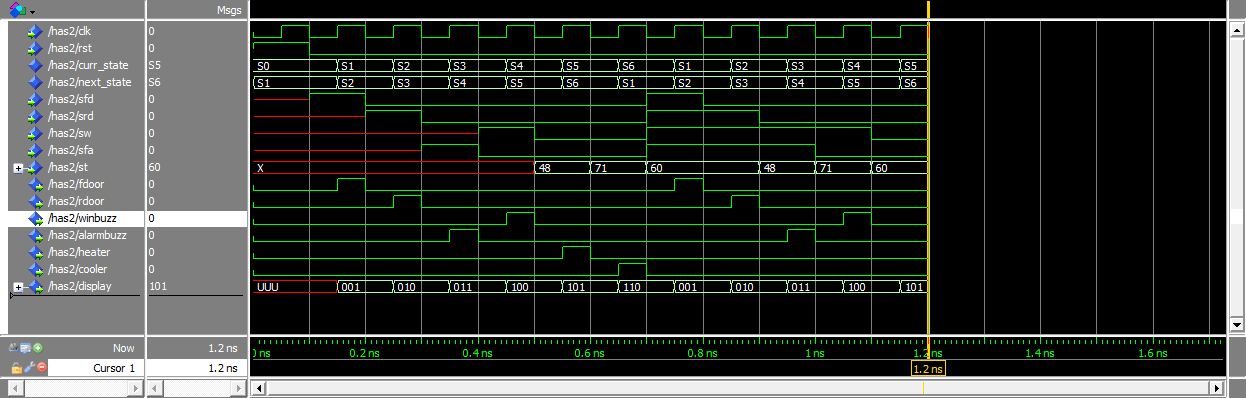 Msgs
/has2/clk 0
/has2/rst 0
/has2/curr_state S5 S0 S1 S2 S3 S4 S5 S6 S1 S2 S3 S4 S5
/has2/next_state S6 S1 S2 S3 S4 S5 S6 S1 S2 S3 S4 S5 S6
/has2/sfd 0
/has2/srd 0
/has2/sw 0
/has2/sfa 0
/has2/st 60 X 48 71 60 48 71 60
/has2/fdoor 0
/has2/rdoor 0
/has2/winbuzz 0
/has2/alarmbuzz 0
/has2/heater 0
/has2/cooler 0
/has2/display 101 UUU 001 010 011 100 101 110 001 010 011 100 101
Now 1.2 ns 0 ns 0.2 ns 0.4 ns 0.6 ns 0.8 ns 1 ns 1.2 ns 1.4 ns 1.6 ns
Cursor 1 1.2 ns 1.2 ns